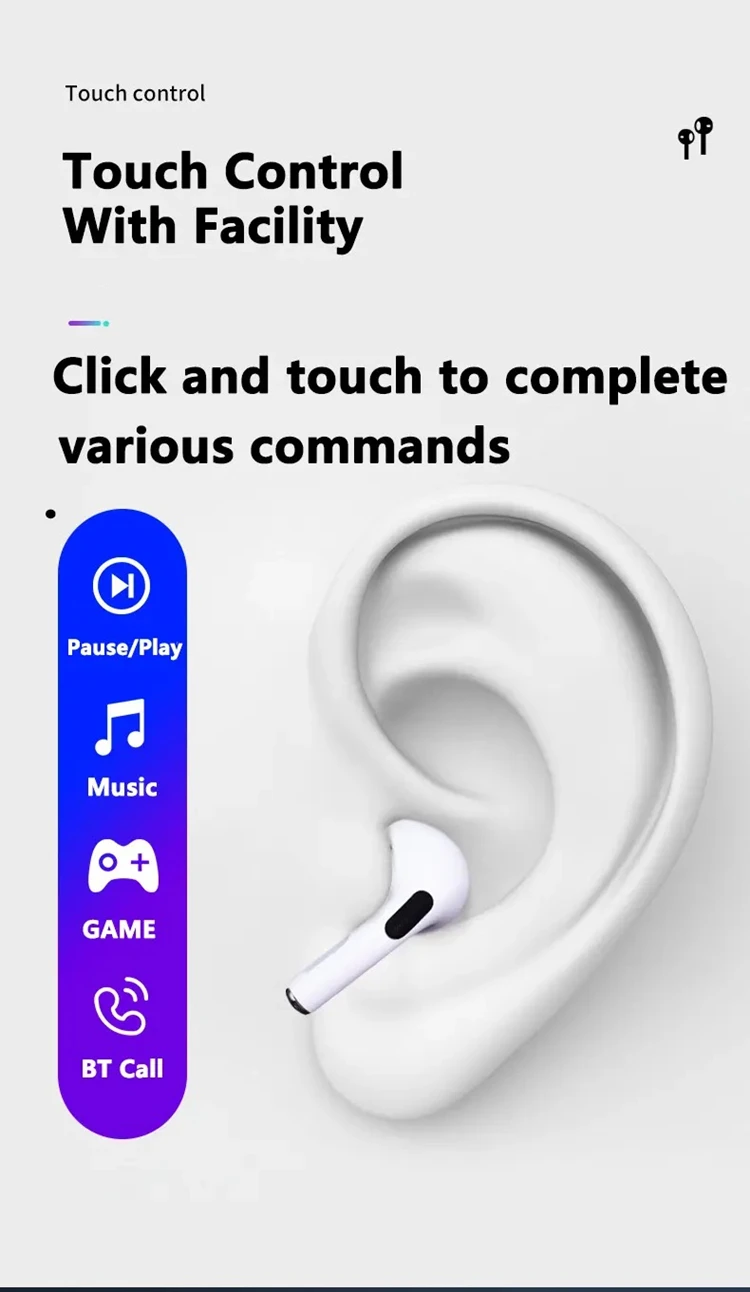 Touch control
Touch Control
With Facility
Click and touch to complete
various commands
Pause/Play
Music
GAME
BT Call